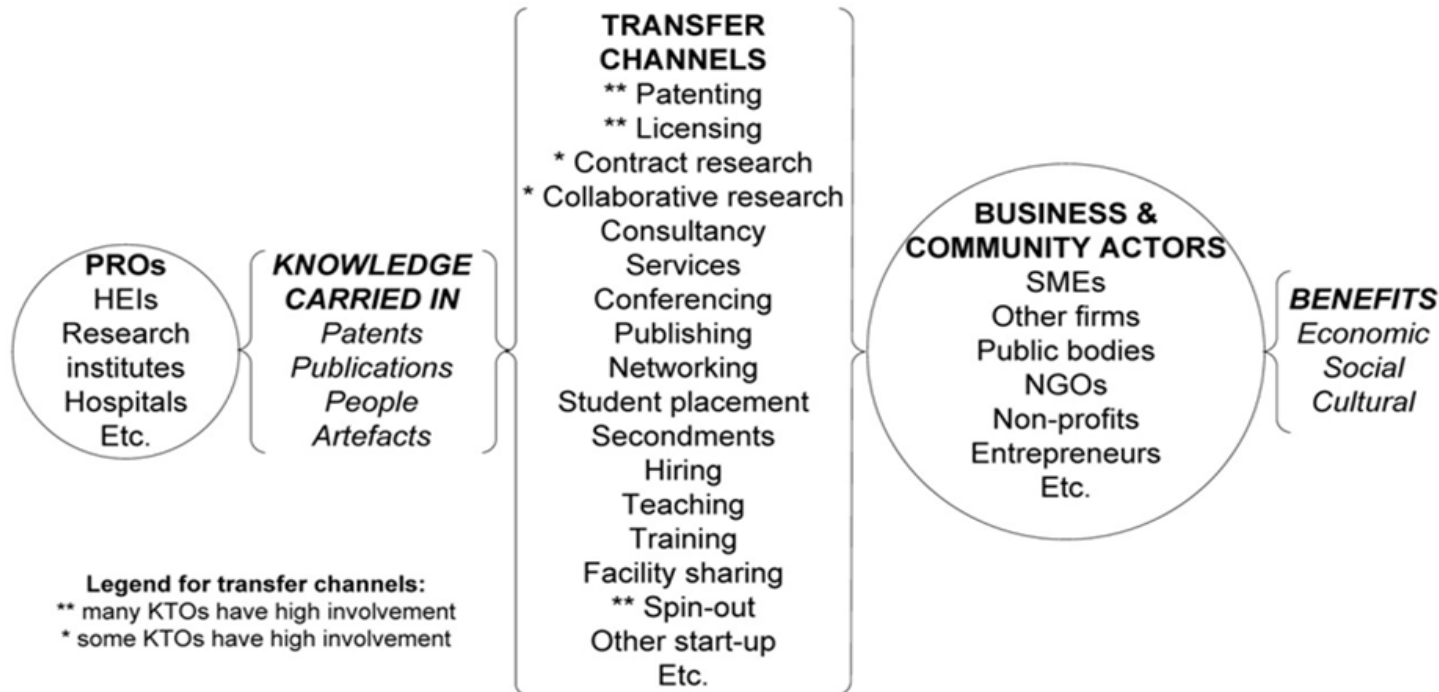 PROs
HEIs
Research
institutes
Hospitals
Etc.
KNOWLEDGE
CARRIED IN
Patents
Publications
People
Artefacts
TRANSFER
CHANNELS
** Patenting
** Licensing
* Contract research
* Collaborative research
Consultancy
Services
Conferencing
Publishing
Networking
Student placement
Secondments
Hiring
Teaching
Training
Facility sharing
** Spin-out
Other start-up
Etc.
BUSINESS &
COMMUNITY ACTORS
SMEs
Other firms
Public bodies
NGOs
Non-profits
Entrepreneurs
Etc.
BENEFITS
Economic
Social
Cultural
Legend for transfer channels:
** many KTOs have high involvement
* some KTOs have high involvement